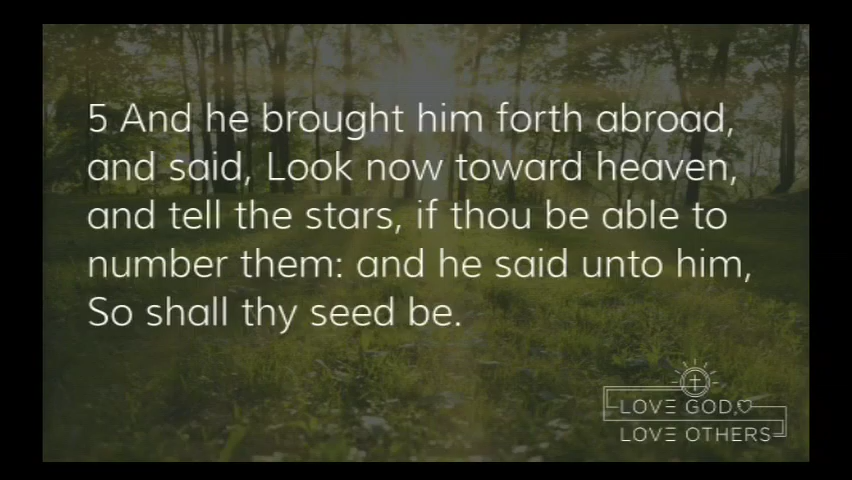 5 And he brought him forth abroad,
and said, Look now toward heaven,
and tell the stars, if thou be able to
number them: and he said unto him,
So shall thy seed be.
LOVE GOD,
LOVE OTHERS